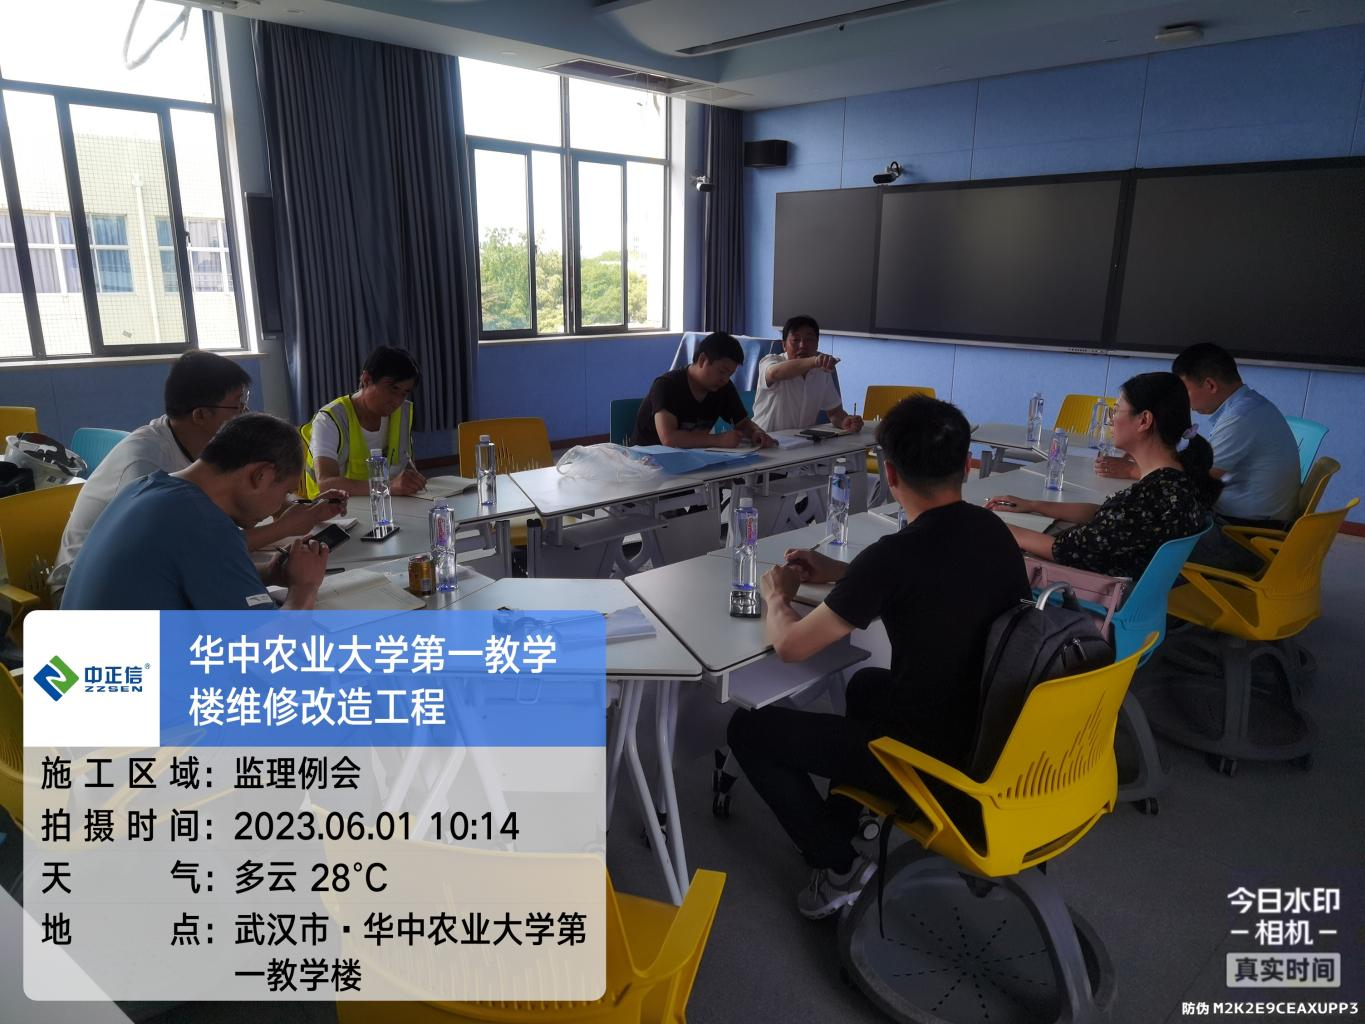 中正信®
ZZSEN
华中农业大学第一教学
楼维修改造工程
施工区域：监理例会
拍摄时间：2023.06.01 10:14
天气：多云 28°C
地点：武汉市·华中农业大学第
一教学楼
今日水印
-相机-
真实时间
防伪 M2K2E9CEAXUPP3